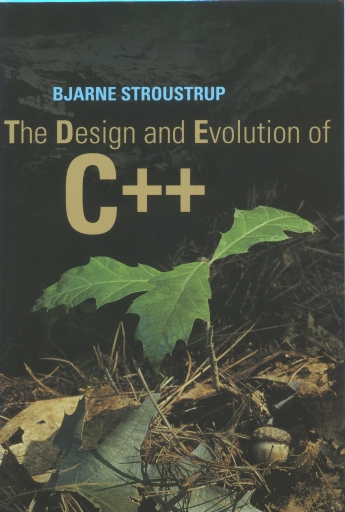 BJARNE STROUSTRUP
The Design and Evolution of
C++